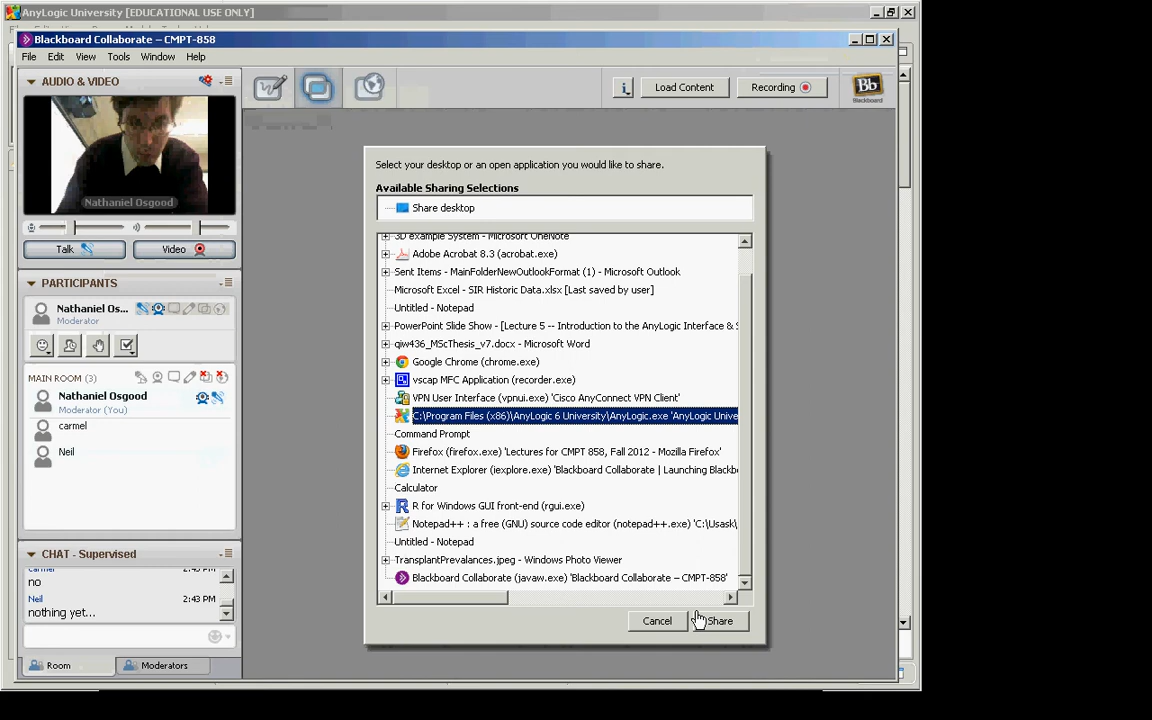 AnyLogic University [EDUCATIONAL USE ONLY]
Blackboard Collaborate – CMPT-858
File Edit View Tools Window Help
AUDIO & VIDEO
Load Content
Recording
Bb
Blackboard
Nathaniel Osgood
Talk
Video
PARTICIPANTS
Nathaniel Os...
Moderator
MAIN ROOM (3)
Nathaniel Osgood
Moderator (You)
carmel
Neil
CHAT - Supervised
carmel 2:43 PM
no
Neil 2:43 PM
nothing yet...
Room
Moderators
Select your desktop or an open application you would like to share.
Available Sharing Selections
Share desktop
3D example System - Microsoft OneNote
Adobe Acrobat 8.3 (acrobat.exe)
Sent Items - MainFolderNewOutlookFormat (1) - Microsoft Outlook
Microsoft Excel - SIR Historic Data.xlsx [Last saved by user]
Untitled - Notepad
PowerPoint Slide Show - [Lecture 5 -- Introduction to the AnyLogic Interface &
qiw436_MScThesis_v7.docx - Microsoft Word
Google Chrome (chrome.exe)
vscap MFC Application (recorder.exe)
VPN User Interface (vpnui.exe) 'Cisco AnyConnect VPN Client'
C:\Program Files (x86)\AnyLogic 6 University\AnyLogic.exe 'AnyLogic Unive
Command Prompt
Firefox (firefox.exe) 'Lectures for CMPT 858, Fall 2012 - Mozilla Firefox'
Internet Explorer (iexplore.exe) 'Blackboard Collaborate | Launching Blackb
Calculator
R for Windows GUI front-end (rgui.exe)
Notepad++ : a free (GNU) source code editor (notepad++.exe) 'C:\Usask\
Untitled - Notepad
TransplantPrevalances.jpeg - Windows Photo Viewer
Blackboard Collaborate (javaw.exe) 'Blackboard Collaborate – CMPT-858'
Cancel
Share